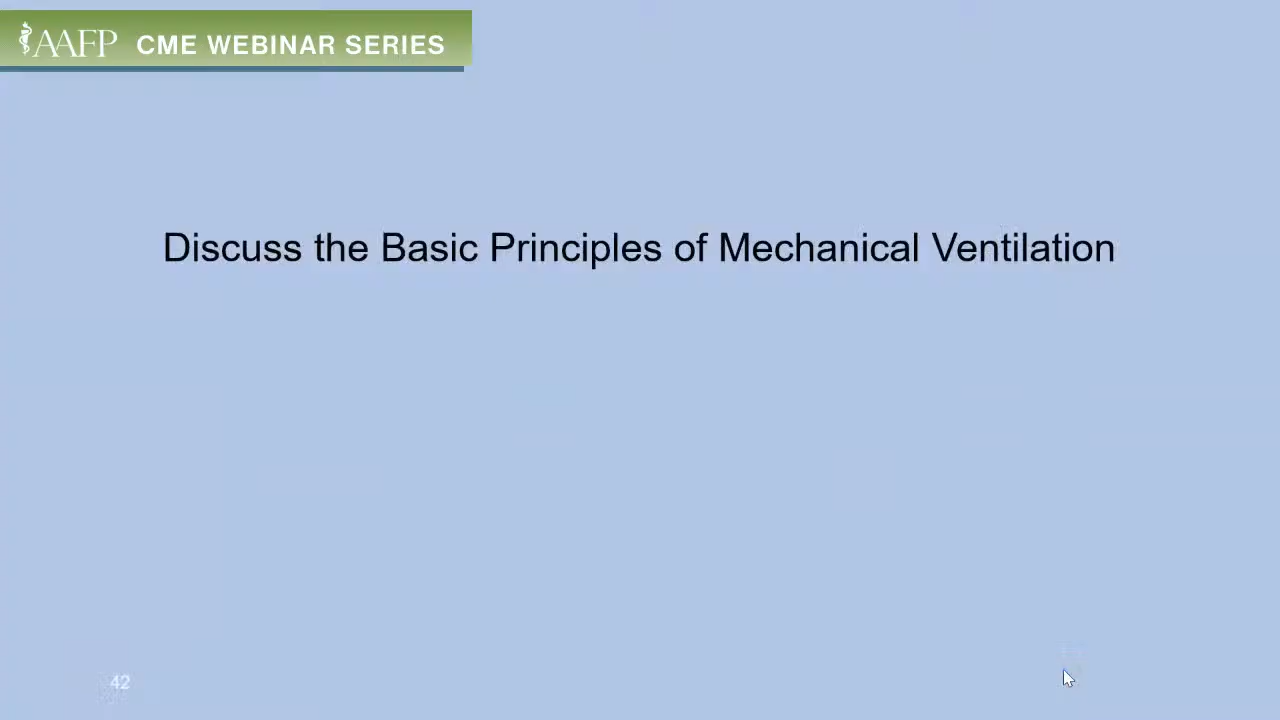 AAFP CME WEBINAR SERIES
Discuss the Basic Principles of Mechanical Ventilation
42